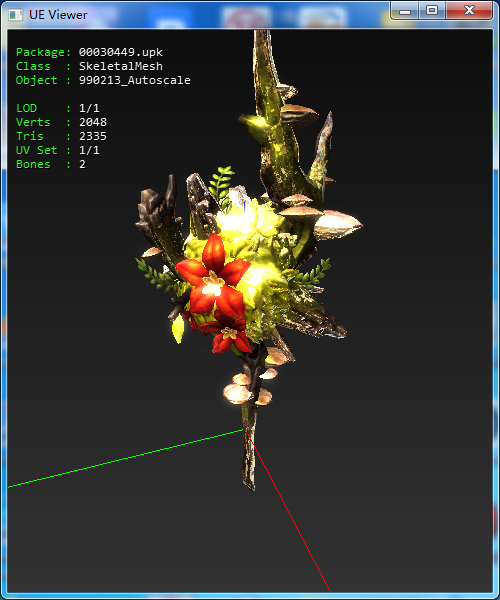 UE Viewer
Package: 00030449.upk
Class : SkeletalMesh
Object : 990213_Autoscale
LOD : 1/1
Verts : 2048
Tris : 2335
UV Set : 1/1
Bones : 2